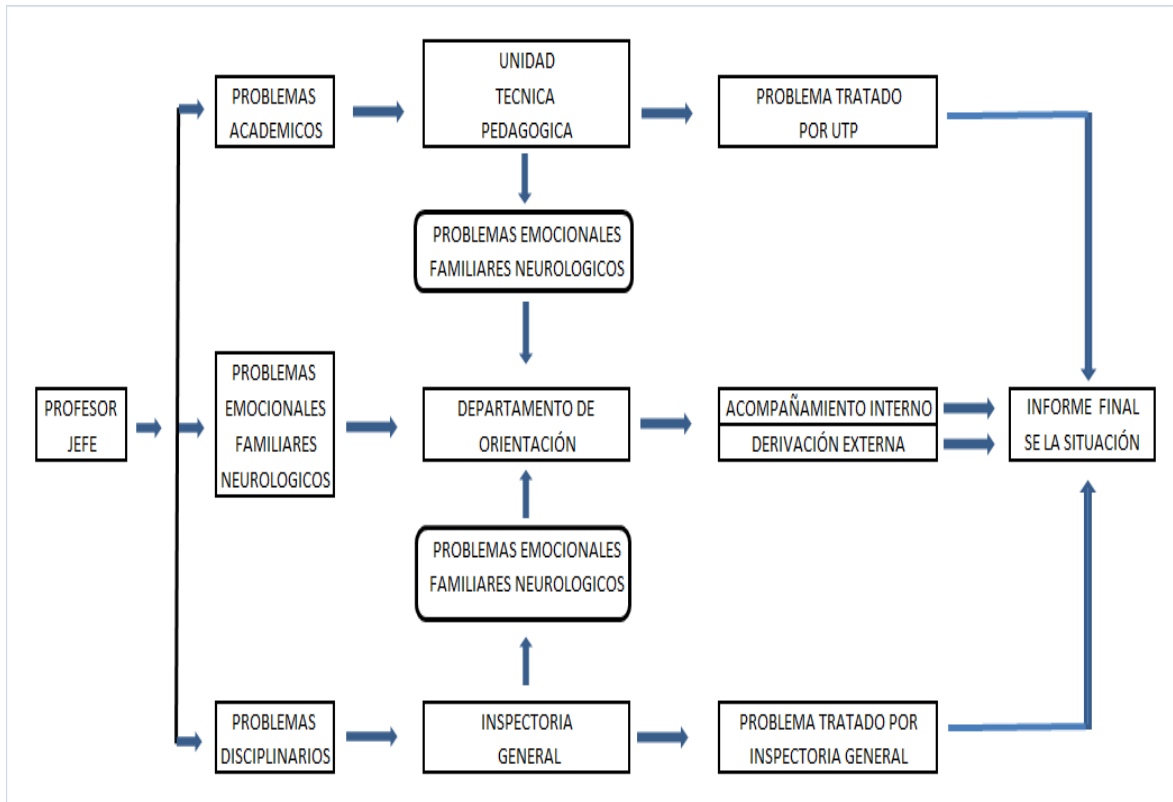 PROBLEMAS
ACADEMICOS
UNIDAD
TECNICA
PEDAGOGICA
PROBLEMA TRATADO
POR UTP
PROBLEMAS EMOCIONALES
FAMILIARES NEUROLOGICOS
PROFESOR
JEFE
PROBLEMAS
EMOCIONALES
FAMILIARES
NEUROLOGICOS
DEPARTAMENTO DE
ORIENTACIÓN
ACOMPAÑAMIENTO INTERNO
DERIVACIÓN EXTERNA
INFORME FINAL
SE LA SITUACIÓN
PROBLEMAS EMOCIONALES
FAMILIARES NEUROLOGICOS
PROBLEMAS
DISCIPLINARIOS
INSPECTORIA
GENERAL
PROBLEMA TRATADO POR
INSPECTORIA GENERAL